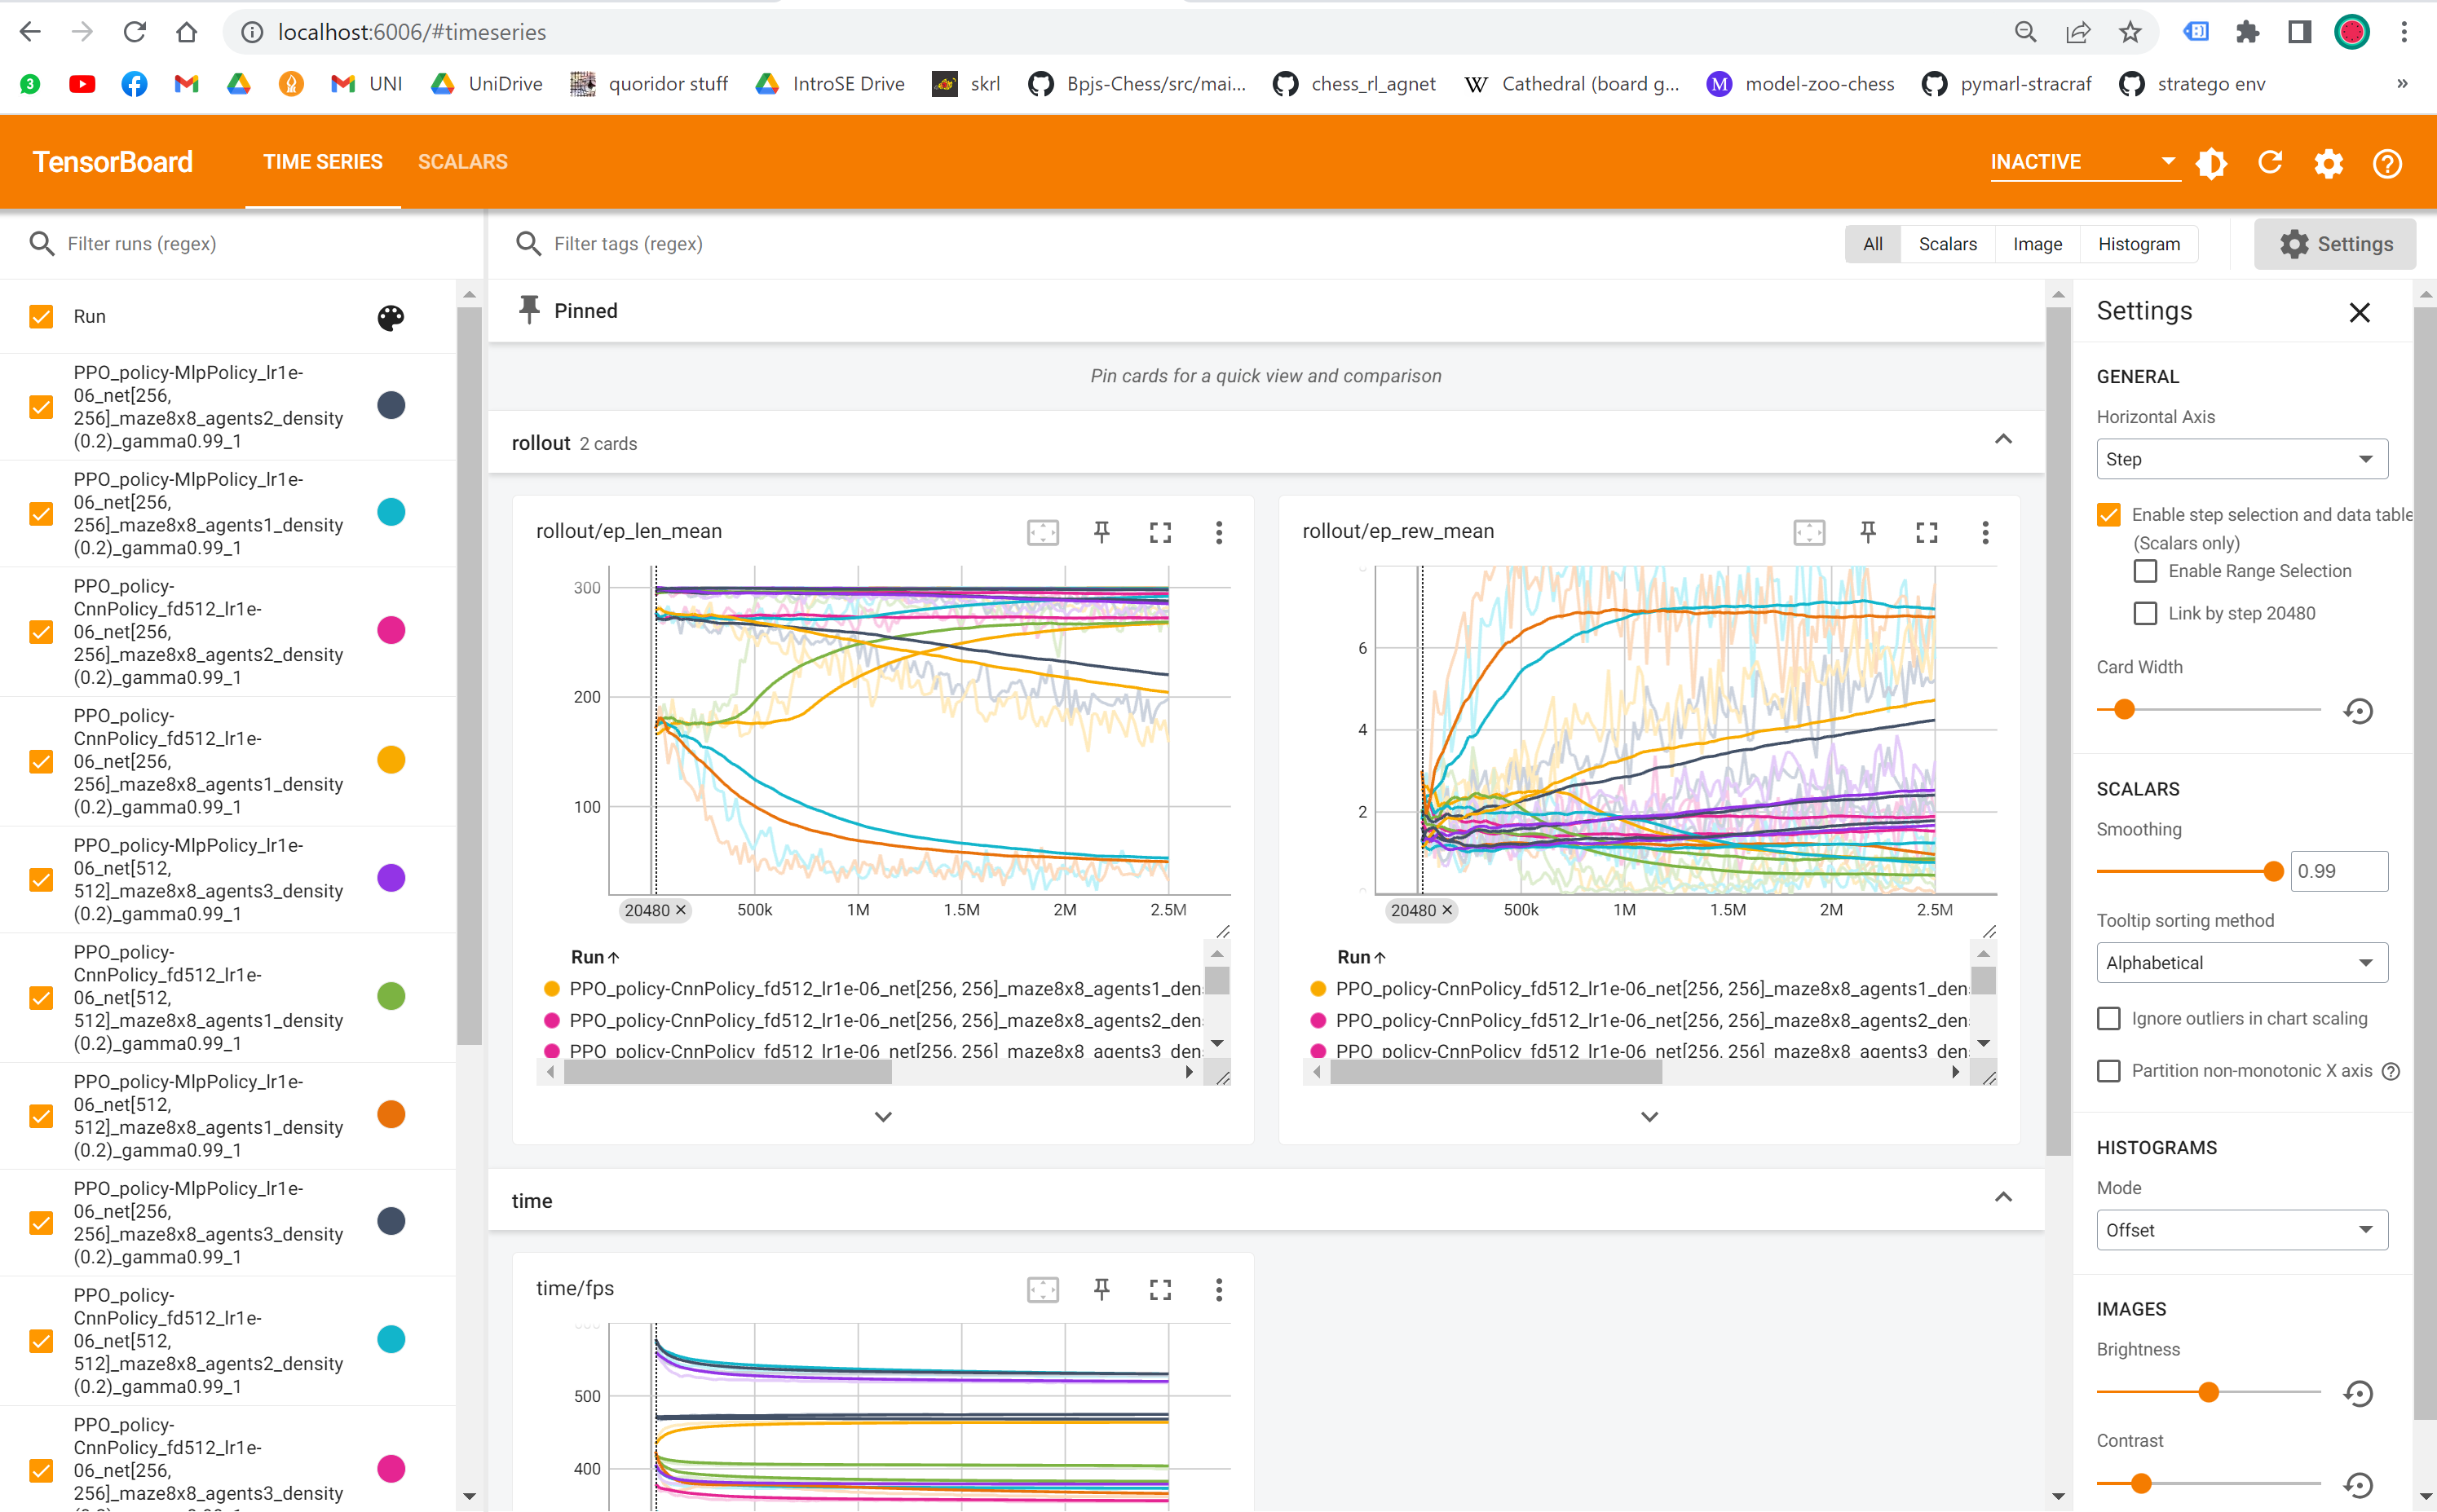 localhost:6006/#timeseries
3
UNI
UniDrive
quoridor stuff
IntroSE Drive
skrl
Bpjs-Chess/src/mai...
chess_rl_agnet
W Cathedral (board g...
M model-zoo-chess
pymarl-stracraf
stratego env
»
TensorBoard
TIME SERIES
SCALARS
INACTIVE
Filter runs (regex)
Run
PPO_policy-MlpPolicy_lr1e-
06_net[256,
256]_maze8x8_agents2_density
(0.2)_gamma0.99_1
PPO_policy-MlpPolicy_lr1e-
06_net[256,
256]_maze8x8_agents1_density
(0.2)_gamma0.99_1
PPO_policy-
CnnPolicy_fd512_lr1e-
06_net[256,
256]_maze8x8_agents2_density
(0.2)_gamma0.99_1
PPO_policy-
CnnPolicy_fd512_lr1e-
06_net[256,
256]_maze8x8_agents1_density
(0.2)_gamma0.99_1
PPO_policy-MlpPolicy_lr1e-
06_net[512,
512]_maze8x8_agents3_density
(0.2)_gamma0.99_1
PPO_policy-
CnnPolicy_fd512_lr1e-
06_net[512,
512]_maze8x8_agents1_density
(0.2)_gamma0.99_1
PPO_policy-MlpPolicy_lr1e-
06_net[512,
512]_maze8x8_agents1_density
(0.2)_gamma0.99_1
PPO_policy-MlpPolicy_lr1e-
06_net[256,
256]_maze8x8_agents3_density
(0.2)_gamma0.99_1
PPO_policy-
CnnPolicy_fd512_lr1e-
06_net[512,
512]_maze8x8_agents2_density
(0.2)_gamma0.99_1
PPO_policy-
CnnPolicy_fd512_lr1e-
06_net[256,
256]_maze8x8_agents3_density
Filter tags (regex)
All
Scalars
Image
Histogram
Settings
Pinned
Pin cards for a quick view and comparison
rollout 2 cards
rollout/ep_len_mean
300
200
100
20480 ×
500k
1M
1.5M
2M
2.5M
Run↑
PPO_policy-CnnPolicy_fd512_lr1e-06_net[256, 256]_maze8x8_agents1_den
PPO_policy-CnnPolicy_fd512_lr1e-06_net[256, 256]_maze8x8_agents2_den
PPO_policy-CnnPolicy_fd512_lr1e-06_net[256, 256]_maze8x8_agents3_den
rollout/ep_rew_mean
6
4
2
20480 ×
500k
1M
1.5M
2M
2.5M
Run↑
PPO_policy-CnnPolicy_fd512_lr1e-06_net[256, 256]_maze8x8_agents1_den
PPO_policy-CnnPolicy_fd512_lr1e-06_net[256, 256]_maze8x8_agents2_den
PPO_policy-CnnPolicy_fd512_lr1e-06_net[256, 256]_maze8x8_agents3_den
time
time/fps
500
400
Settings
GENERAL
Horizontal Axis
Step
Enable step selection and data table
(Scalars only)
Enable Range Selection
Link by step 20480
Card Width
SCALARS
Smoothing
0.99
Tooltip sorting method
Alphabetical
Ignore outliers in chart scaling
Partition non-monotonic X axis
HISTOGRAMS
Mode
Offset
IMAGES
Brightness
Contrast